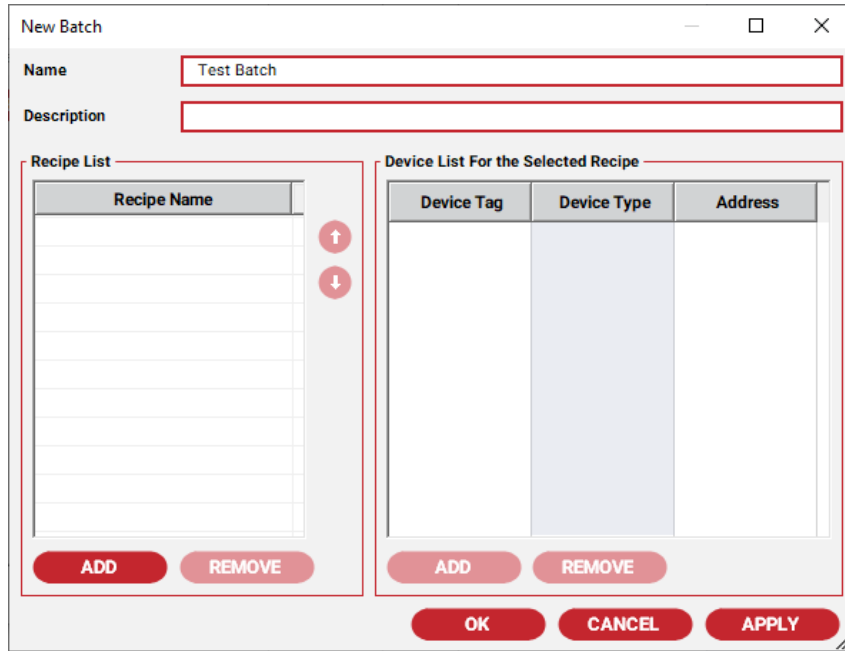 New Batch
Name
Test Batch
Description
Recipe List
Recipe Name
ADD
REMOVE
Device List For the Selected Recipe
Device Tag
Device Type
Address
ADD
REMOVE
OK
CANCEL
APPLY